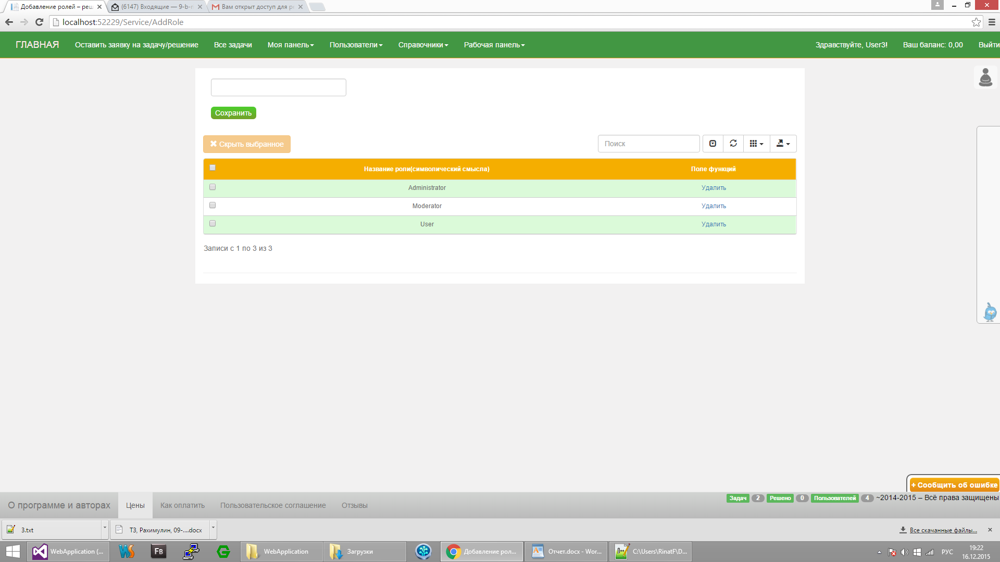 Добавление ролей – реш
(6147) Входящие — 9-b-r
Вам открыт доступ для ре
localhost:52229/Service/AddRole
ГЛАВНАЯ Оставить заявку на задачу/решение Все задачи Моя панель Пользователи Справочники Рабочая панель Здравствуйте, User3! Ваш баланс: 0,00 Выйти
Сохранить
Скрыть выбранное
Поиск
Название роли(символический смысла) Поле функций
Administrator Удалить
Moderator Удалить
User Удалить
Записи с 1 по 3 из 3
+ Сообщить об ошибке
О программе и авторах Цены Как оплатить Пользовательское соглашение Отзывы
Задач 2 Решено 0 Пользователей 4 ~2014-2015 – Всё права защищены
3.txt
ТЗ, Рахимулин, 09-....docx
Все скачанные файлы...
WebApplication (...
FB
WebApplication
Загрузки
Добавление рол...
Отчет.docx - Wor...
C:\Users\RinatF\D...
РУС
19:22
16.12.2015